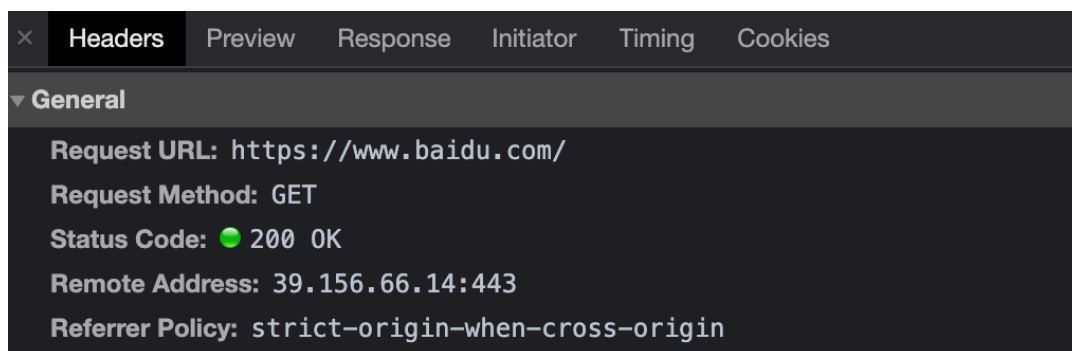 × Headers Preview Response Initiator Timing Cookies
General
Request URL: https://www.baidu.com/
Request Method: GET
Status Code: 200 OK
Remote Address: 39.156.66.14:443
Referrer Policy: strict-origin-when-cross-origin